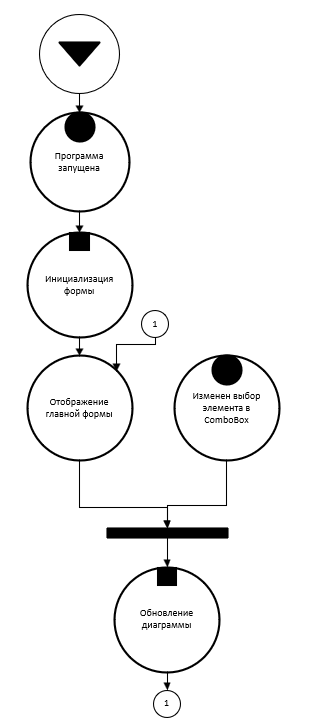 Программа
запущена
Инициализация
формы
1
Отображение
главной формы
Изменен выбор
элемента в
ComboBox
Обновление
диаграммы
1